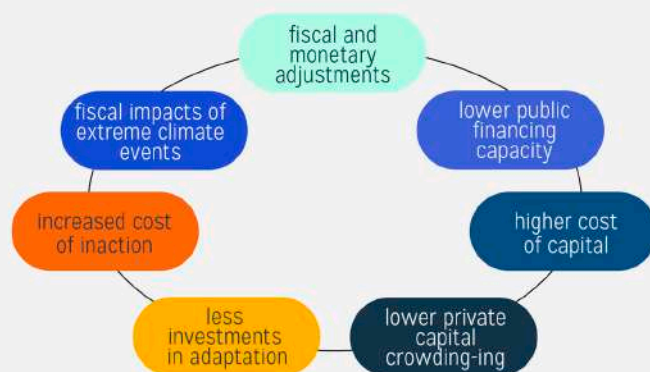 fiscal and
monetary
adjustments
lower public
financing
capacity
higher cost
of capital
lower private
capital
crowding-ing
less
investments
in adaptation
increased cost
of inaction
fiscal impacts of
extreme climate
events